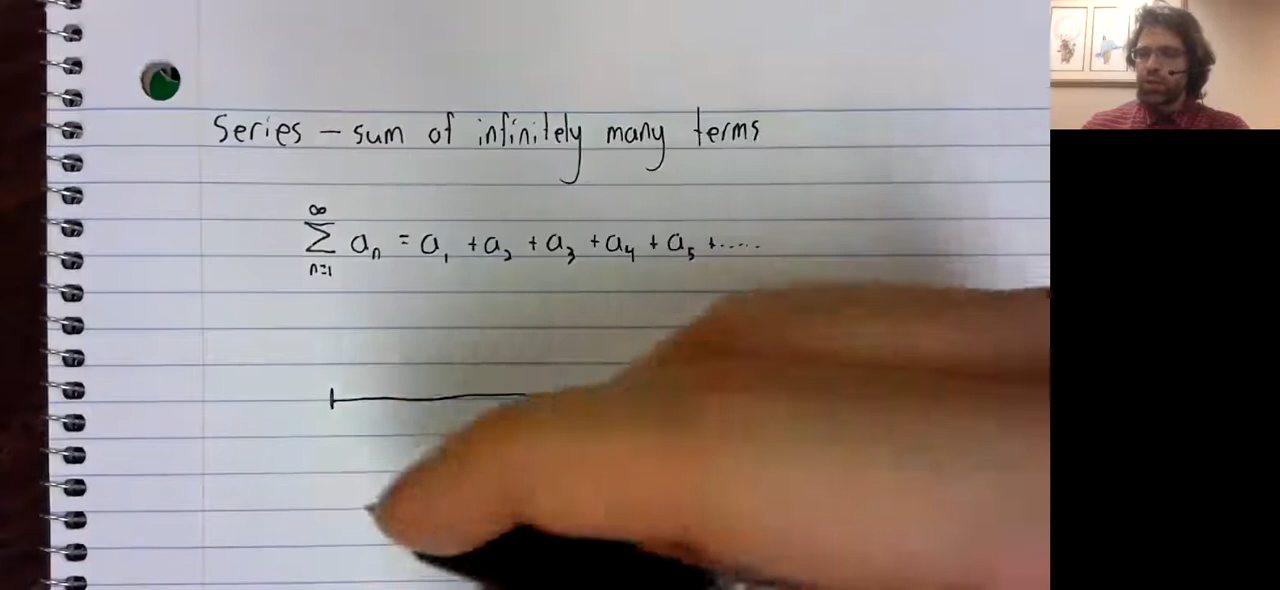 Series – sum of infinitely many terms
∞
∑ aₙ = a₁ + a₂ + a₃ + a₄ + a₅ + .....
n=1